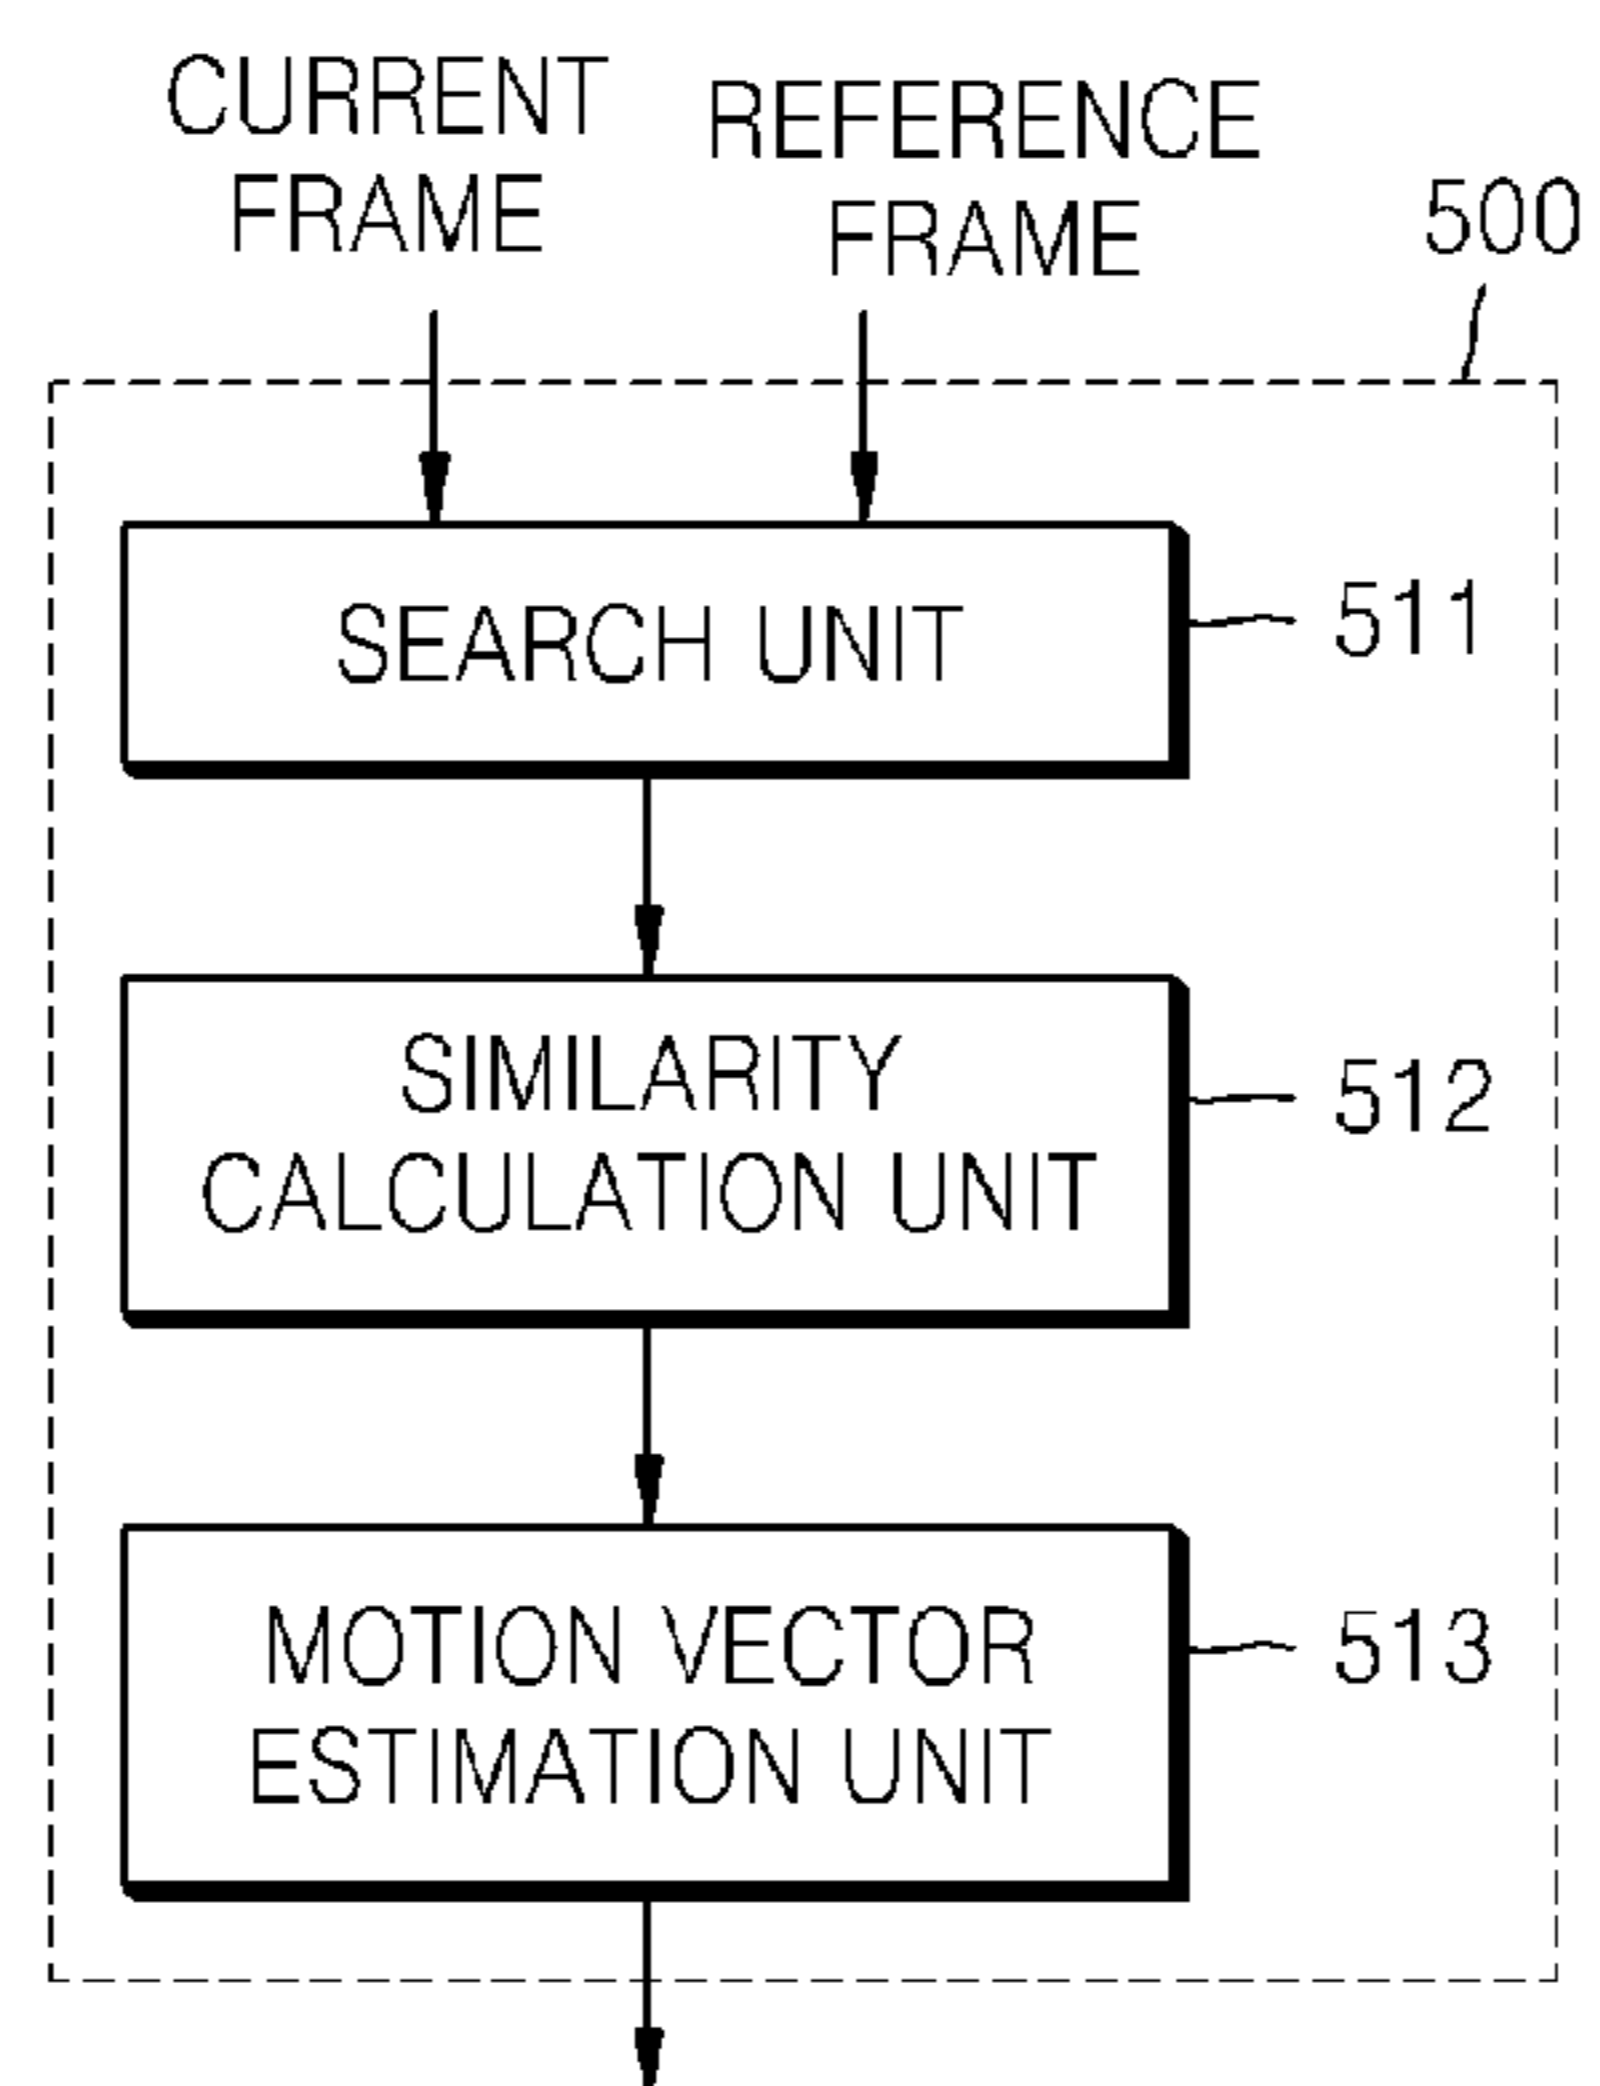 CURRENT
FRAME
REFERENCE
FRAME
500
SEARCH UNIT
511
SIMILARITY
CALCULATION UNIT
512
MOTION VECTOR
ESTIMATION UNIT
513